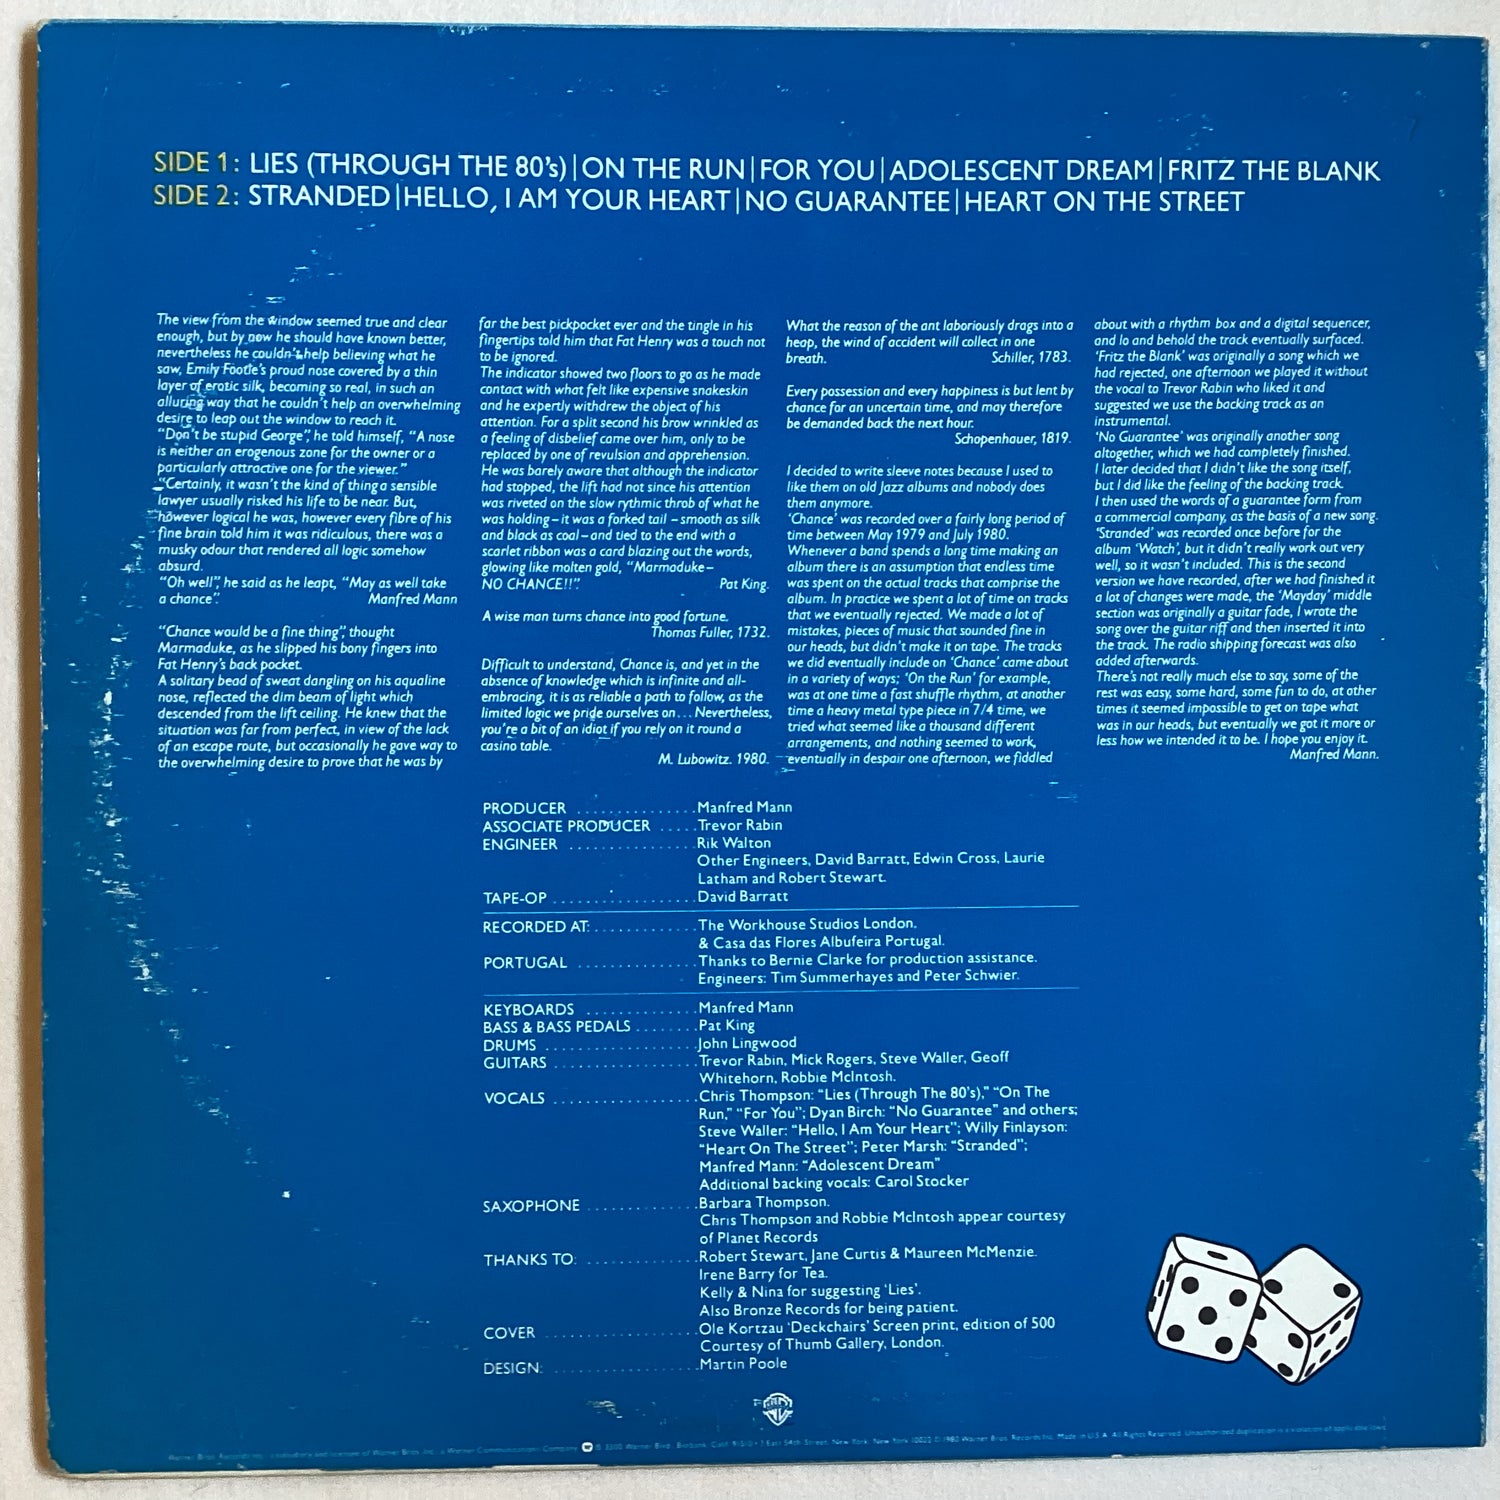 SIDE 1: LIES (THROUGH THE 80's)|ON THE RUN|FOR YOU|ADOLESCENT DREAM|FRITZ THE BLANK
SIDE 2: STRANDED|HELLO, I AM YOUR HEART|NO GUARANTEE|HEART ON THE STREET
The view from the window seemed true and clear
enough, but by now he should have known better,
nevertheless he couldn't help believing what he
saw, Emily Footle's proud nose covered by a thin
layer of erotic silk, becoming so real, in such an
alluring way that he couldn't help an overwhelming
desire to leap out the window to reach it.
“Don't be stupid George”, he told himself, “A nose
is neither an erogenous zone for the owner or a
particularly attractive one for the viewer.”
“Certainly, it wasn't the kind of thing a sensible
lawyer usually risked his life to be near. But,
however logical he was, however every fibre of his
fine brain told him it was ridiculous, there was a
musky odour that rendered all logic somehow
absurd.
“Oh well”, he said as he leapt, “May as well take
a chance”. Manfred Mann
“Chance would be a fine thing”, thought
Marmaduke, as he slipped his bony fingers into
Fat Henry's back pocket.
A solitary bead of sweat dangling on his aqualine
nose, reflected the dim beam of light which
descended from the lift ceiling. He knew that the
situation was far from perfect, in view of the lack
of an escape route, but occasionally he gave way to
the overwhelming desire to prove that he was by
far the best pickpocket ever and the tingle in his
fingertips told him that Fat Henry was a touch not
to be ignored.
The indicator showed two floors to go as he made
contact with what felt like expensive snakeskin
and he expertly withdrew the object of his
attention. For a split second his brow wrinkled as
a feeling of disbelief came over him, only to be
replaced by one of revulsion and apprehension.
He was barely aware that although the indicator
had stopped, the lift had not since his attention
was riveted on the slow rythmic throb of what he
was holding – it was a forked tail – smooth as silk
and black as coal – and tied to the end with a
scarlet ribbon was a card blazing out the words,
glowing like molten gold, “Marmaduke –
NO CHANCE!!”. Pat King.
A wise man turns chance into good fortune.
Thomas Fuller, 1732.
Difficult to understand, Chance is, and yet in the
absence of knowledge which is infinite and all-
embracing, it is as reliable a path to follow, as the
limited logic we pride ourselves on... Nevertheless,
you're a bit of an idiot if you rely on it round a
casino table.
M. Lubowitz. 1980.
What the reason of the ant laboriously drags into a
heap, the wind of accident will collect in one
breath. Schiller, 1783.
Every possession and every happiness is but lent by
chance for an uncertain time, and may therefore
be demanded back the next hour.
Schopenhauer, 1819.
I decided to write sleeve notes because I used to
like them on old Jazz albums and nobody does
them anymore.
‘Chance’ was recorded over a fairly long period of
time between May 1979 and July 1980.
Whenever a band spends a long time making an
album there is an assumption that endless time
was spent on the actual tracks that comprise the
album. In practice we spent a lot of time on tracks
that we eventually rejected. We made a lot of
mistakes, pieces of music that sounded fine in
our heads, but didn't make it on tape. The tracks
we did eventually include on ‘Chance’ came about
in a variety of ways; ‘On the Run’ for example,
was at one time a fast shuffle rhythm, at another
time a heavy metal type piece in 7/4 time, we
tried what seemed like a thousand different
arrangements, and nothing seemed to work,
eventually in despair one afternoon, we fiddled
about with a rhythm box and a digital sequencer,
and lo and behold the track eventually surfaced.
‘Fritz the Blank’ was originally a song which we
had rejected, one afternoon we played it without
the vocal to Trevor Rabin who liked it and
suggested we use the backing track as an
instrumental.
‘No Guarantee’ was originally another song
altogether, which we had completely finished.
I later decided that I didn't like the song itself,
but I did like the feeling of the backing track.
I then used the words of a guarantee form from
a commercial company, as the basis of a new song.
‘Stranded’ was recorded once before for the
album ‘Watch’, but it didn't really work out very
well, so it wasn't included. This is the second
version we have recorded, after we had finished it
a lot of changes were made, the ‘Mayday’ middle
section was originally a guitar fade, I wrote the
song over the guitar riff and then inserted it into
the track. The radio shipping forecast was also
added afterwards.
There's not really much else to say, some of the
rest was easy, some hard, some fun to do, at other
times it seemed impossible to get on tape what
was in our heads, but eventually we got it more or
less how we intended it to be. I hope you enjoy it.
Manfred Mann.
PRODUCER ............... Manfred Mann
ASSOCIATE PRODUCER ..... Trevor Rabin
ENGINEER ............... Rik Walton
Other Engineers, David Barratt, Edwin Cross, Laurie
Latham and Robert Stewart.
TAPE-OP ................ David Barratt
RECORDED AT: ........... The Workhouse Studios London.
& Casa das Flores Albufeira Portugal.
PORTUGAL ............... Thanks to Bernie Clarke for production assistance.
Engineers: Tim Summerhayes and Peter Schwier.
KEYBOARDS .............. Manfred Mann
BASS & BASS PEDALS ........ Pat King
DRUMS .................. John Lingwood
GUITARS ................ Trevor Rabin, Mick Rogers, Steve Waller, Geoff
Whitehorn, Robbie McIntosh.
VOCALS ................. Chris Thompson: “Lies (Through The 80's),” “On The
Run,” “For You”; Dyan Birch: “No Guarantee” and others;
Steve Waller: “Hello, I Am Your Heart”; Willy Finlayson:
“Heart On The Street”; Peter Marsh: “Stranded”;
Manfred Mann: “Adolescent Dream”
Additional backing vocals: Carol Stocker
SAXOPHONE .............. Barbara Thompson.
Chris Thompson and Robbie McIntosh appear courtesy
of Planet Records
THANKS TO: ............. Robert Stewart, Jane Curtis & Maureen McMenzie.
Irene Barry for Tea.
Kelly & Nina for suggesting ‘Lies’.
Also Bronze Records for being patient.
COVER .................. Ole Kortzau ‘Deckchairs’ Screen print, edition of 500
Courtesy of Thumb Gallery, London.
DESIGN: ................ Martin Poole
Warner Bros. Records Inc., a subsidiary and licensee of Warner Bros. Inc., a Warner Communications Company 3300 Warner Blvd., Burbank, Calif. 91510 • 3 East 54th Street, New York, New York 10022 © 1980 Warner Bros. Records Inc. Made in U.S.A. All Rights Reserved. Unauthorized duplication is a violation of applicable laws.